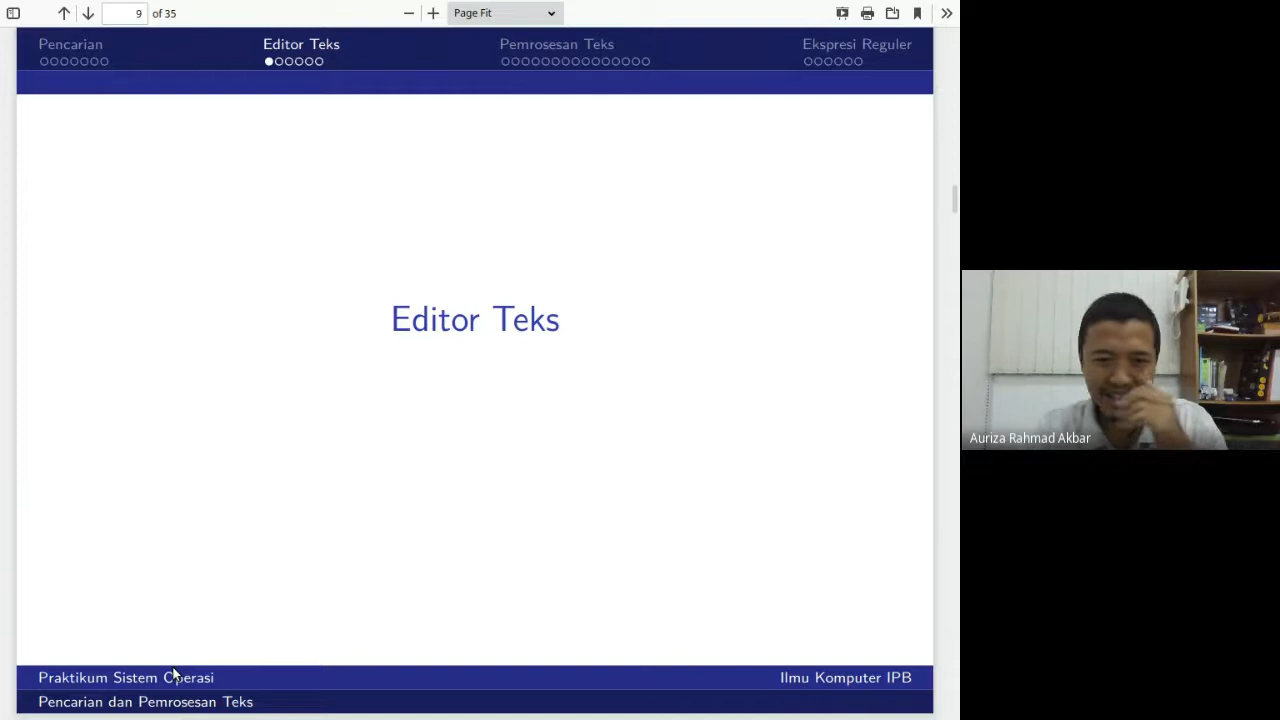 9 of 35
Page Fit
Pencarian
Editor Teks
Pemrosesan Teks
Ekspresi Reguler
Editor Teks
Auriza Rahmad Akbar
Praktikum Sistem Operasi
Ilmu Komputer IPB
Pencarian dan Pemrosesan Teks